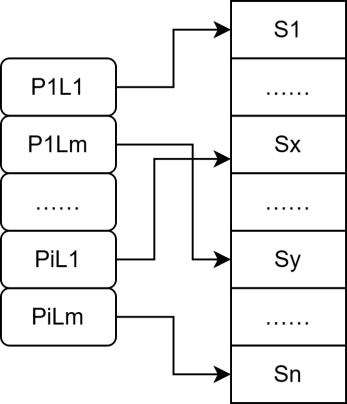 P1L1
P1Lm
……
PiL1
PiLm
S1
……
Sx
……
Sy
……
Sn